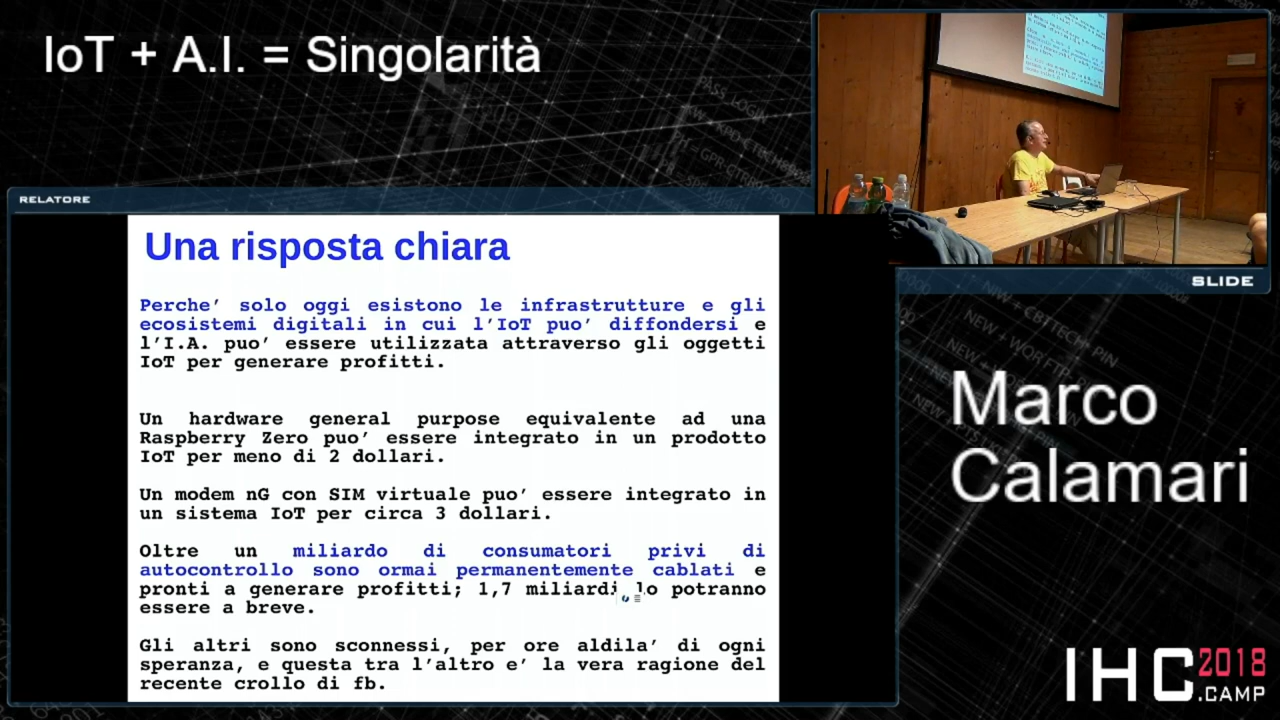 IoT + A.I. = Singolarità
RELATORE
Una risposta chiara
Perche’ solo oggi esistono le infrastrutture e gli
ecosistemi digitali in cui l’IoT puo’ diffondersi e
l’I.A. puo’ essere utilizzata attraverso gli oggetti
IoT per generare profitti.
Un hardware general purpose equivalente ad una
Raspberry Zero puo’ essere integrato in un prodotto
IoT per meno di 2 dollari.
Un modem nG con SIM virtuale puo’ essere integrato in
un sistema IoT per circa 3 dollari.
Oltre un miliardo di consumatori privi di
autocontrollo sono ormai permanentemente cablati e
pronti a generare profitti; 1,7 miliardi lo potranno
essere a breve.
Gli altri sono sconnessi, per ore aldila’ di ogni
speranza, e questa tra l’altro e’ la vera ragione del
recente crollo di fb.
SLIDE
Marco
Calamari
IHC 2018
.CAMP